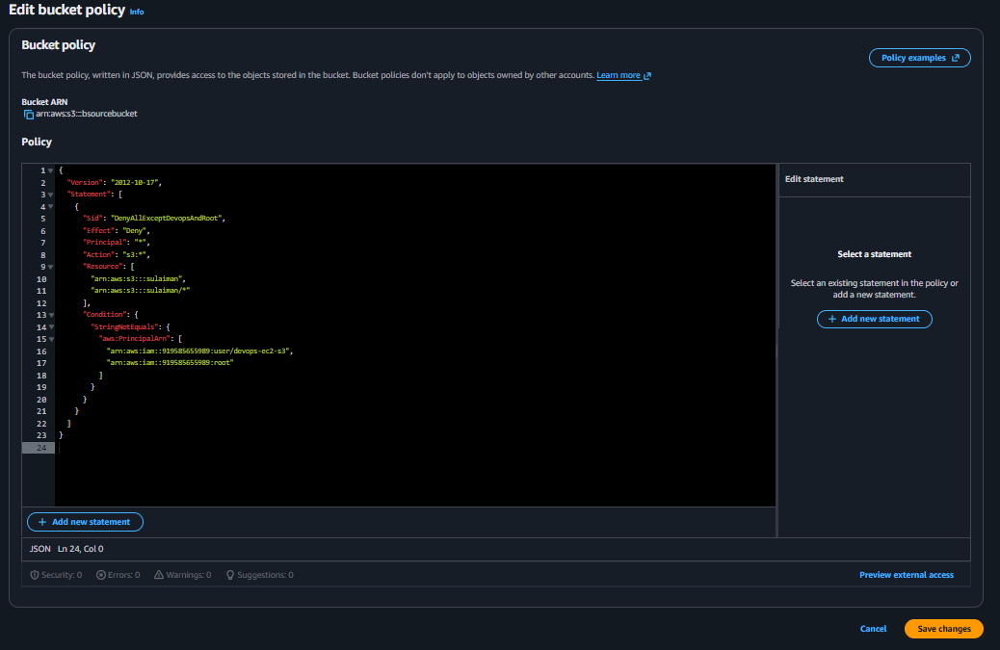 Edit bucket policy Info
Bucket policy
Policy examples
The bucket policy, written in JSON, provides access to the objects stored in the bucket. Bucket policies don't apply to objects owned by other accounts. Learn more
Bucket ARN
arn:aws:s3:::bsourcebucket
Policy
1 {
2 "Version": "2012-10-17",
3 "Statement": [
4 {
5 "Sid": "DenyAllExceptDevopsAndRoot",
6 "Effect": "Deny",
7 "Principal": "*",
8 "Action": "s3:*",
9 "Resource": [
10 "arn:aws:s3:::sulaiman",
11 "arn:aws:s3:::sulaiman/*"
12 ],
13 "Condition": {
14 "StringNotEquals": {
15 "aws:PrincipalArn": [
16 "arn:aws:iam::919585655989:user/devops-ec2-s3",
17 "arn:aws:iam::919585655989:root"
18 ]
19 }
20 }
21 }
22 ]
23 }
24
Edit statement
Select a statement
Select an existing statement in the policy or
add a new statement.
+ Add new statement
+ Add new statement
JSON Ln 24, Col 0
Security: 0 Errors: 0 Warnings: 0 Suggestions: 0
Preview external access
Cancel Save changes